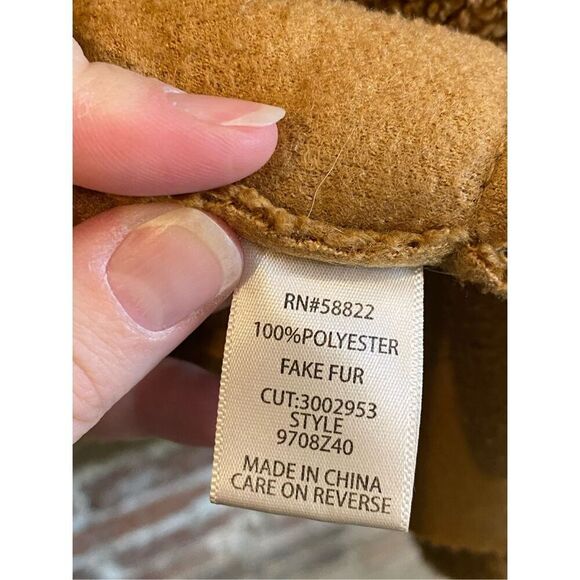 RN#58822
100%POLYESTER
FAKE FUR
CUT:3002953
STYLE
9708Z40
MADE IN CHINA
CARE ON REVERSE